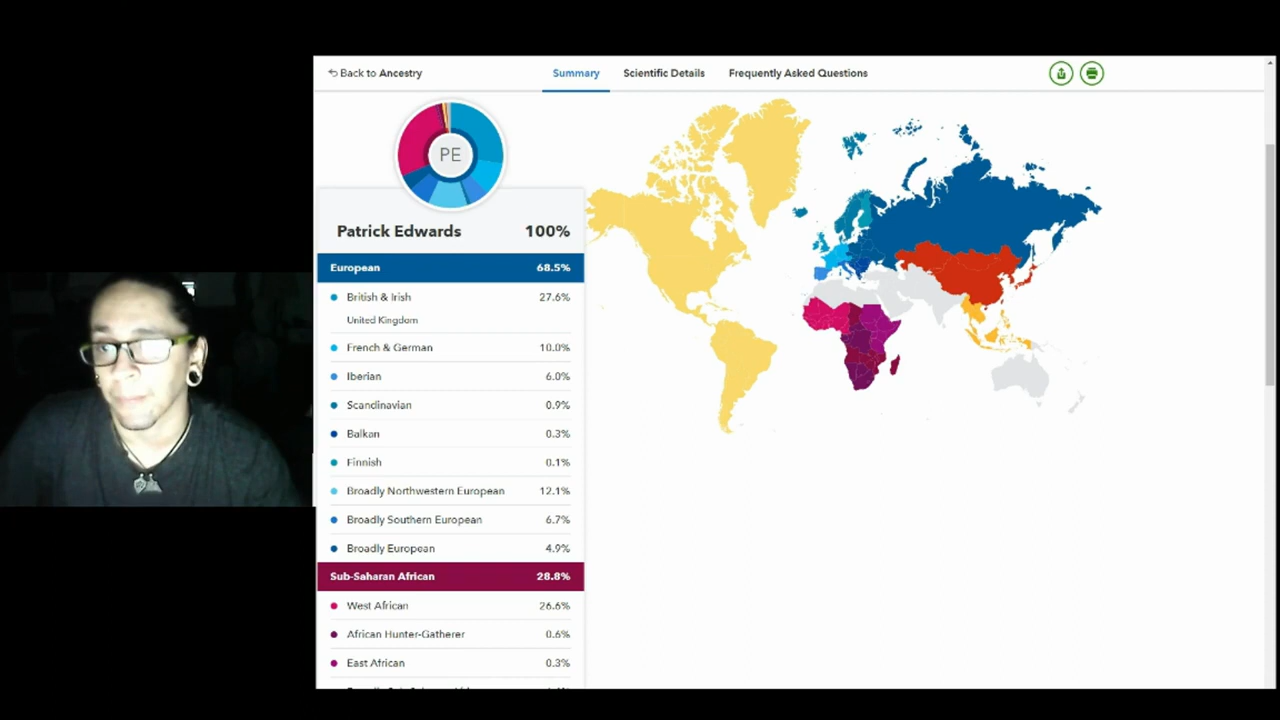 Back to Ancestry
Summary
Scientific Details
Frequently Asked Questions
PE
Patrick Edwards 100%
European 68.5%
British & Irish 27.6%
United Kingdom
French & German 10.0%
Iberian 6.0%
Scandinavian 0.9%
Balkan 0.3%
Finnish 0.1%
Broadly Northwestern European 12.1%
Broadly Southern European 6.7%
Broadly European 4.9%
Sub-Saharan African 28.8%
West African 26.6%
African Hunter-Gatherer 0.6%
East African 0.3%